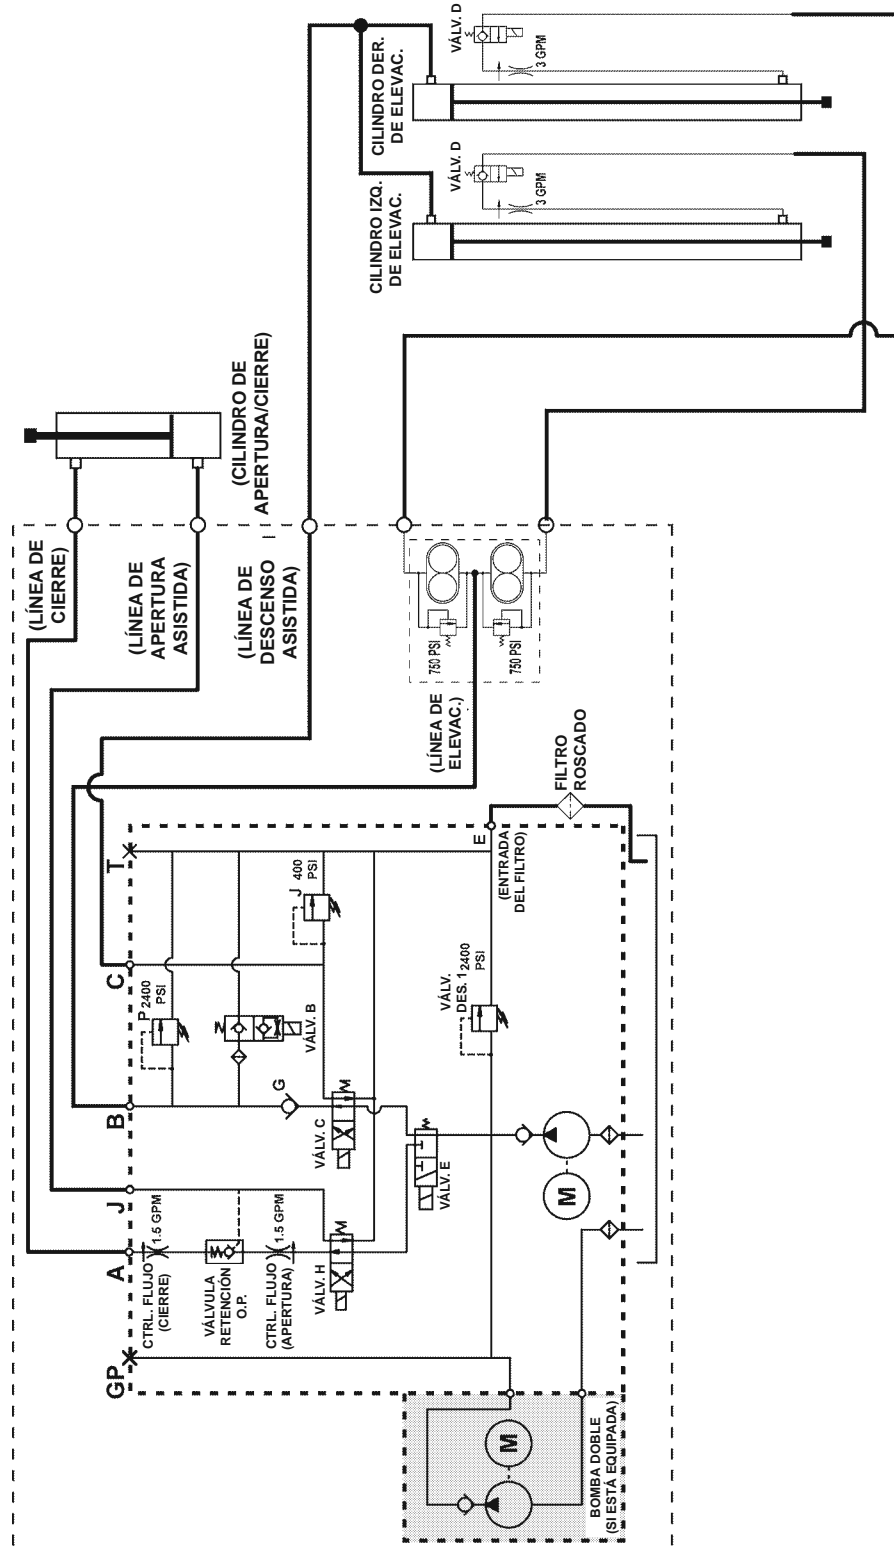 VÁLV. D
3 GPM
CILINDRO DER.
DE ELEVAC.
VÁLV. D
3 GPM
CILINDRO IZQ.
DE ELEVAC.
(CILINDRO DE
APERTURA/CIERRE)
(LÍNEA DE
CIERRE)
(LÍNEA DE
APERTURA
ASISTIDA)
(LÍNEA DE
DESCENSO
ASISTIDA)
750 PSI
750 PSI
(LÍNEA DE
ELEVAC.)
FILTRO
ROSCADO
T
E
(ENTRADA
DEL FILTRO)
J 400
PSI
C
P 2400
PSI
VÁLV. B
VÁLV.
DES. 1 2400
PSI
B
G
VÁLV. C
VÁLV. E
M
J
A
1.5 GPM
CTRL. FLUJO
(CIERRE)
VÁLVULA
RETENCIÓN
O.P.
1.5 GPM
CTRL. FLUJO
(APERTURA)
VÁLV. H
GP
M
BOMBA DOBLE
(SI ESTÁ EQUIPADA)